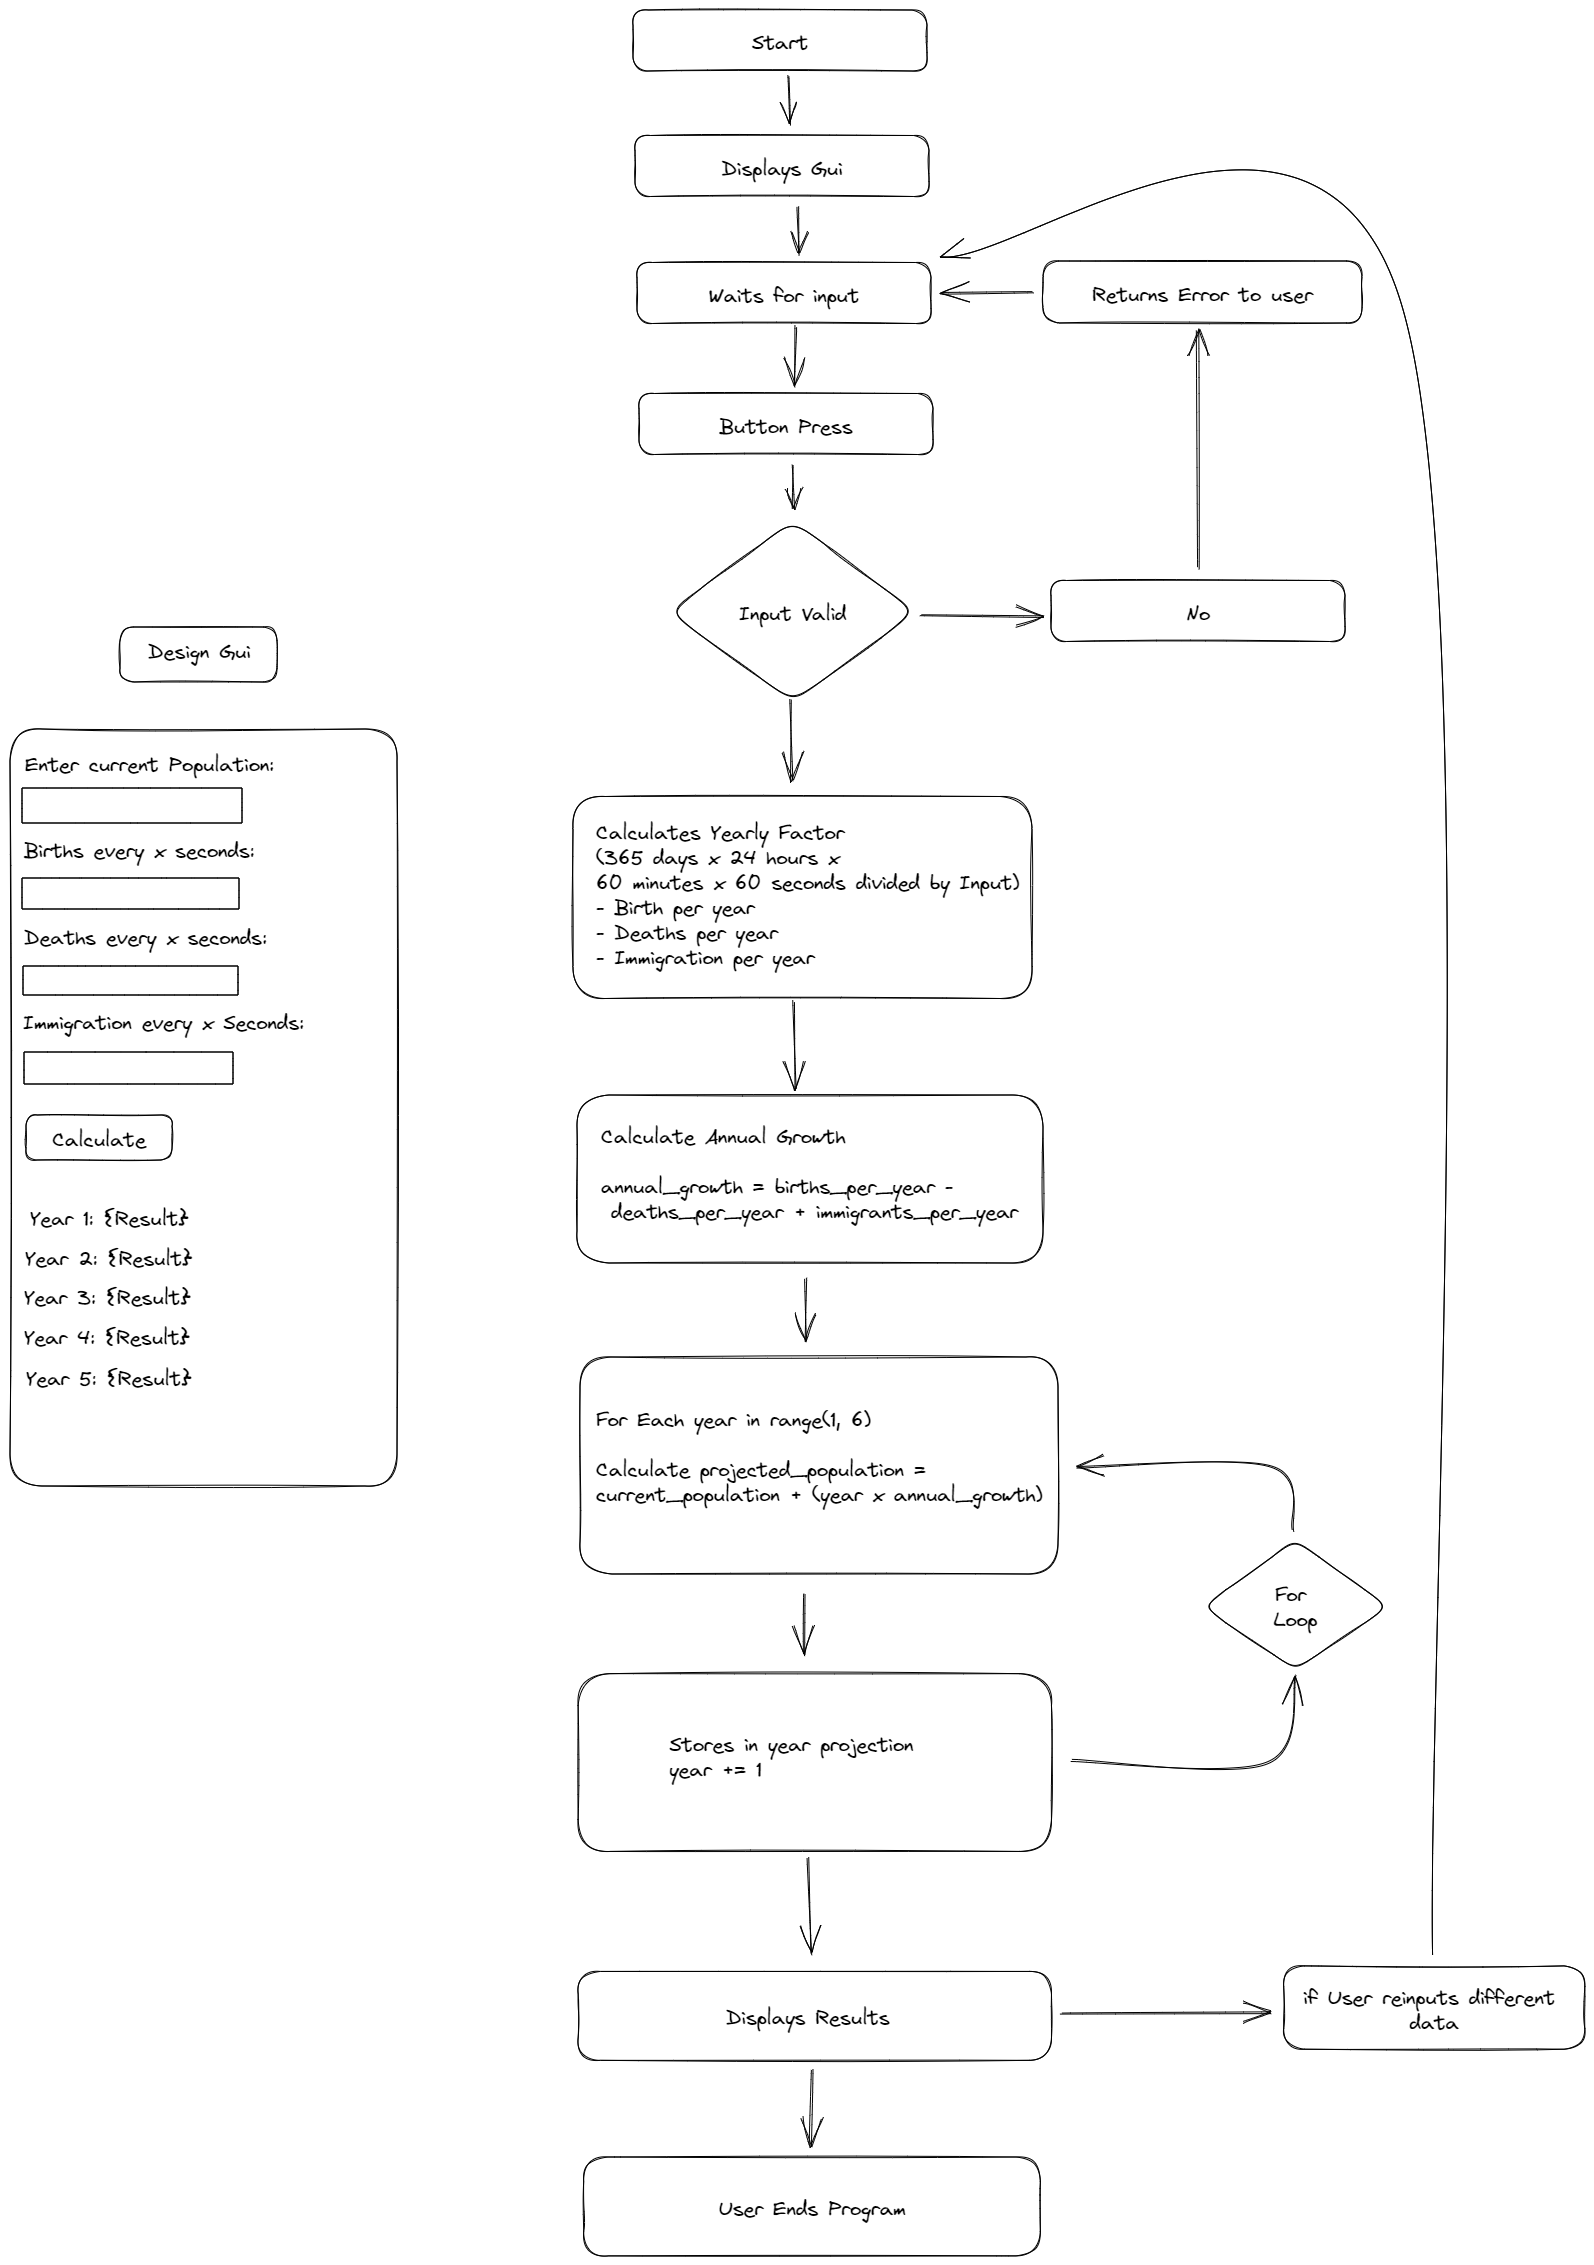 Start
Displays Gui
Waits for input
Returns Error to user
Button Press
Input Valid
No
Design Gui
Enter current Population:
Births every x seconds:
Deaths every x seconds:
Immigration every x Seconds:
Calculate
Year 1: {Result}
Year 2: {Result}
Year 3: {Result}
Year 4: {Result}
Year 5: {Result}
Calculates Yearly Factor
(365 days x 24 hours x
60 minutes x 60 seconds divided by Input)
- Birth per year
- Deaths per year
- Immigration per year
Calculate Annual Growth
annual_growth = births_per_year -
deaths_per_year + immigrants_per_year
For Each year in range(1, 6)
Calculate projected_population =
current_population + (year x annual_growth)
For
Loop
Stores in year projection
year += 1
Displays Results
if User reinputs different
data
User Ends Program